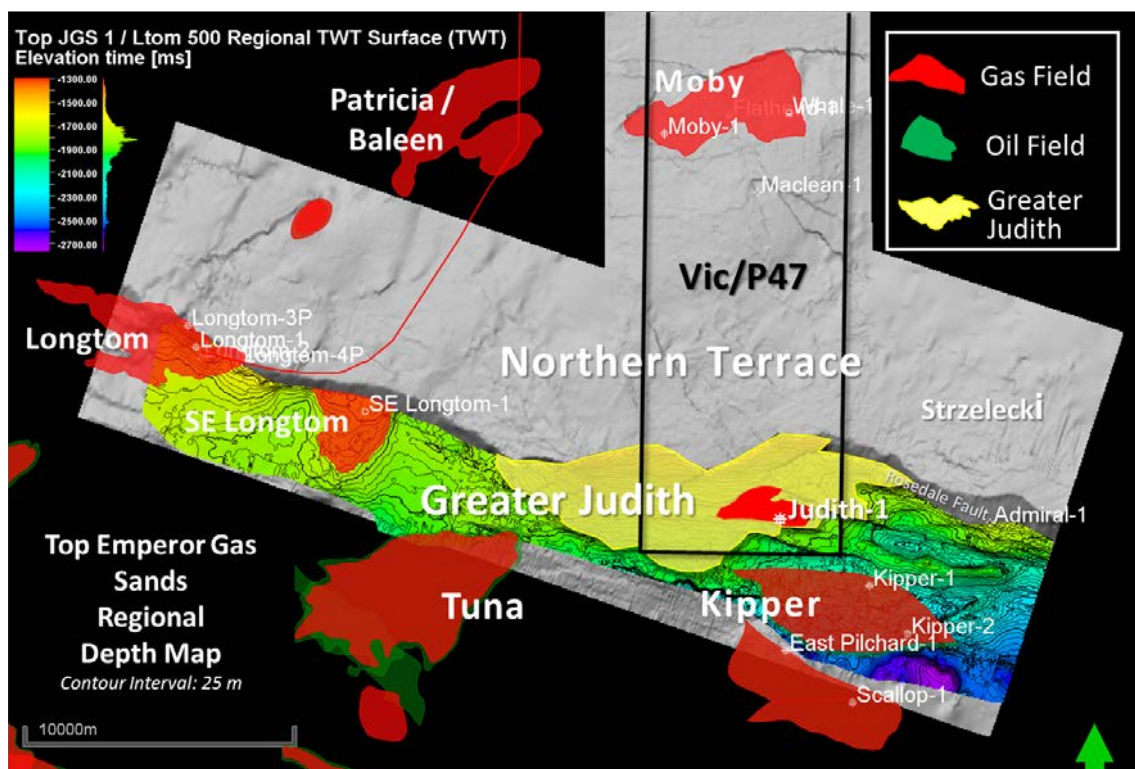 Top JGS 1 / Ltom 500 Regional TWT Surface (TWT)
Elevation time [ms]
-1300.00
-1500.00
-1700.00
-1900.00
-2100.00
-2300.00
-2500.00
-2700.00
Patricia /
Baleen
Moby
Whale-1
Moby-1
Maclean-1
Gas Field
Oil Field
Greater
Judith
Vic/P47
Longtom
Longtom-3P
Longtom-1
Longtom-4P
Northern Terrace
SE Longtom-1
SE Longtom
Strzelecki
Greater Judith
Judith-1
Rosedale Fault
Admiral-1
Top Emperor Gas
Sands
Regional
Depth Map
Contour Interval: 25 m
Tuna
Kipper
Kipper-1
Kipper-2
East Pilchard-1
Scallop-1
10000m